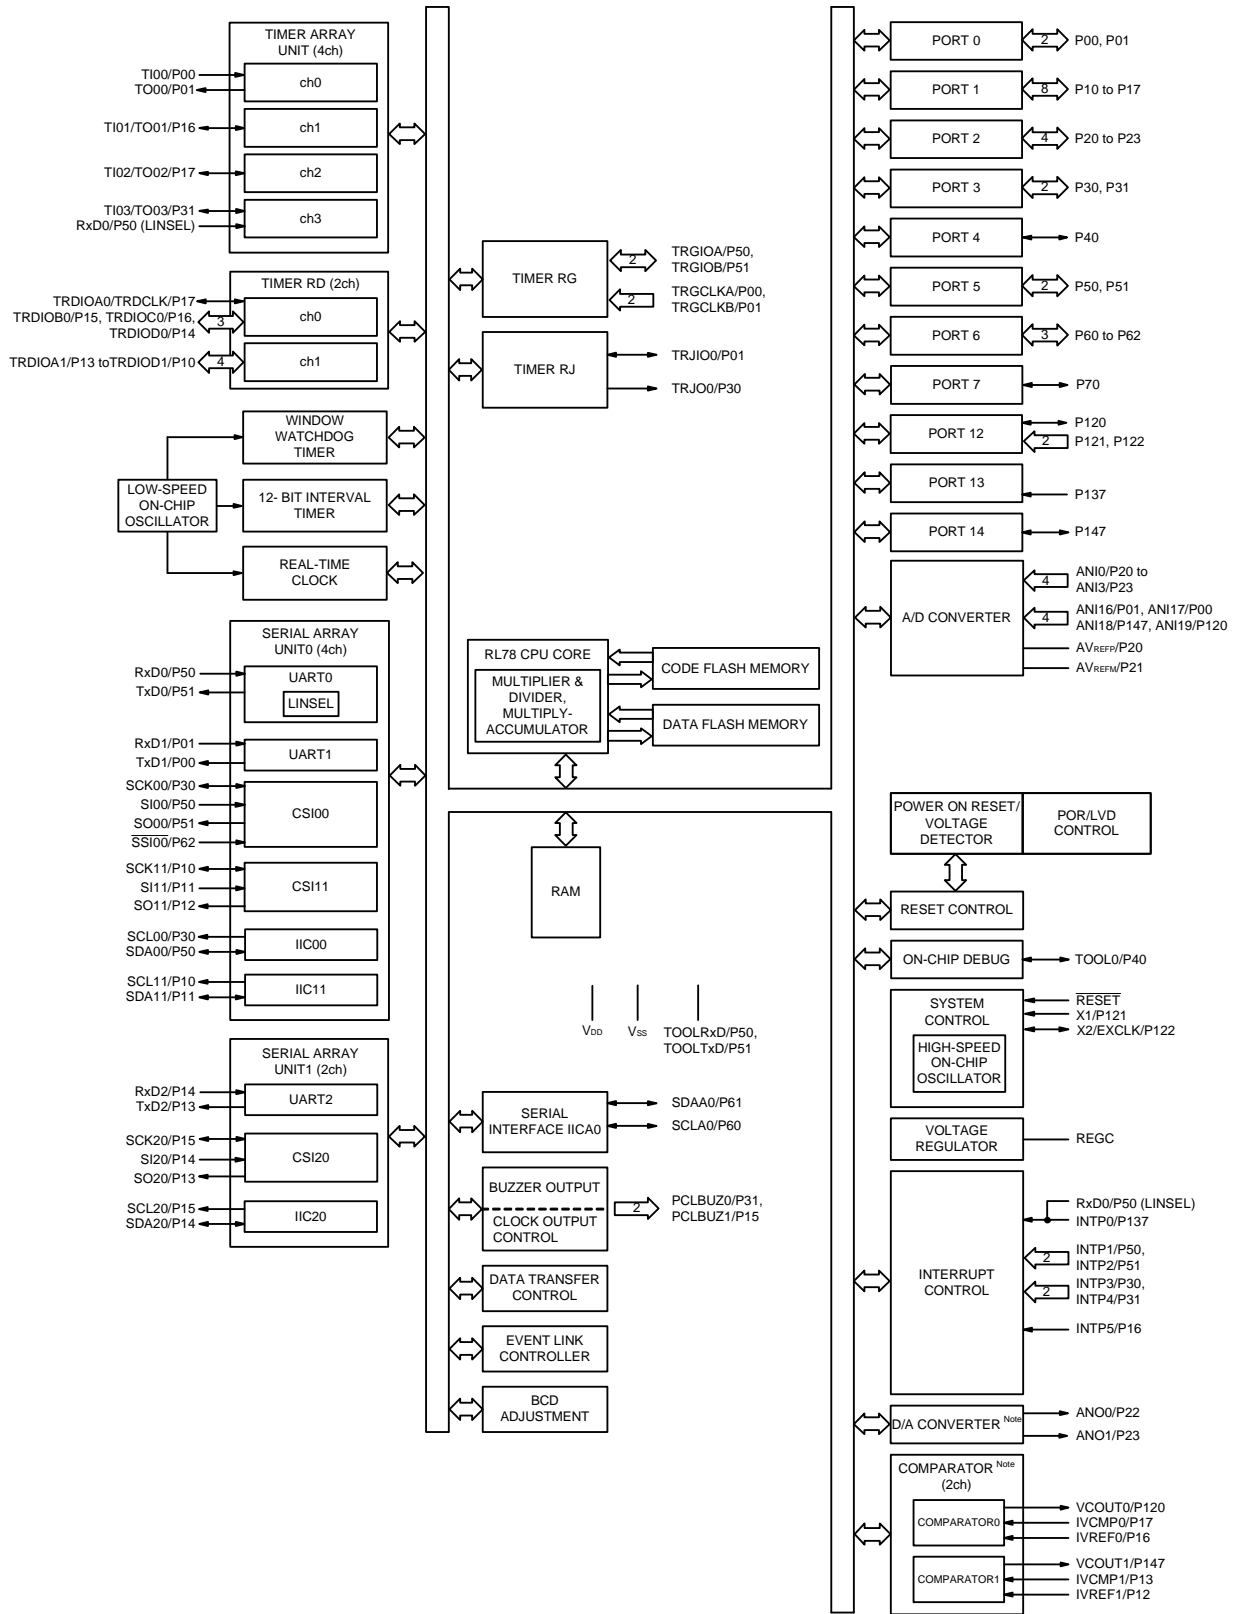 TIMER ARRAY
UNIT (4ch)
TI00/P00
TO00/P01
ch0
TI01/TO01/P16
ch1
TI02/TO02/P17
ch2
TI03/TO03/P31
RxD0/P50 (LINSEL)
ch3
TIMER RD (2ch)
TRDIOA0/TRDCLK/P17
TRDIOB0/P15, TRDIOC0/P16,
TRDIOD0/P14
3
ch0
TRDIOA1/P13 toTRDIOD1/P10
4
ch1
WINDOW
WATCHDOG
TIMER
LOW-SPEED
ON-CHIP
OSCILLATOR
12- BIT INTERVAL
TIMER
REAL-TIME
CLOCK
SERIAL ARRAY
UNIT0 (4ch)
RxD0/P50
TxD0/P51
UART0
LINSEL
RxD1/P01
TxD1/P00
UART1
SCK00/P30
SI00/P50
SO00/P51
SSI00/P62
CSI00
SCK11/P10
SI11/P11
SO11/P12
CSI11
SCL00/P30
SDA00/P50
IIC00
SCL11/P10
SDA11/P11
IIC11
SERIAL ARRAY
UNIT1 (2ch)
RxD2/P14
TxD2/P13
UART2
SCK20/P15
SI20/P14
SO20/P13
CSI20
SCL20/P15
SDA20/P14
IIC20
TIMER RG
2
TRGIOA/P50,
TRGIOB/P51
2
TRGCLKA/P00,
TRGCLKB/P01
TIMER RJ
TRJIO0/P01
TRJO0/P30
RL78 CPU CORE
MULTIPLIER &
DIVIDER,
MULTIPLY-
ACCUMULATOR
CODE FLASH MEMORY
DATA FLASH MEMORY
RAM
VDD
VSS
TOOLRxD/P50,
TOOLTxD/P51
SERIAL
INTERFACE IICA0
SDAA0/P61
SCLA0/P60
BUZZER OUTPUT
CLOCK OUTPUT
CONTROL
2
PCLBUZ0/P31,
PCLBUZ1/P15
DATA TRANSFER
CONTROL
EVENT LINK
CONTROLLER
BCD
ADJUSTMENT
PORT 0
2
P00, P01
PORT 1
8
P10 to P17
PORT 2
4
P20 to P23
PORT 3
2
P30, P31
PORT 4
P40
PORT 5
2
P50, P51
PORT 6
3
P60 to P62
PORT 7
P70
PORT 12
P120
2
P121, P122
PORT 13
P137
PORT 14
P147
A/D CONVERTER
4
ANI0/P20 to
ANI3/P23
4
ANI16/P01, ANI17/P00
ANI18/P147, ANI19/P120
AVREFP/P20
AVREFM/P21
POWER ON RESET/
VOLTAGE
DETECTOR
POR/LVD
CONTROL
RESET CONTROL
ON-CHIP DEBUG
TOOL0/P40
SYSTEM
CONTROL
HIGH-SPEED
ON-CHIP
OSCILLATOR
RESET
X1/P121
X2/EXCLK/P122
VOLTAGE
REGULATOR
REGC
INTERRUPT
CONTROL
RxD0/P50 (LINSEL)
INTP0/P137
2
INTP1/P50,
INTP2/P51
2
INTP3/P30,
INTP4/P31
INTP5/P16
D/A CONVERTER Note
ANO0/P22
ANO1/P23
COMPARATOR Note
(2ch)
COMPARATOR0
VCOUT0/P120
IVCMP0/P17
IVREF0/P16
COMPARATOR1
VCOUT1/P147
IVCMP1/P13
IVREF1/P12